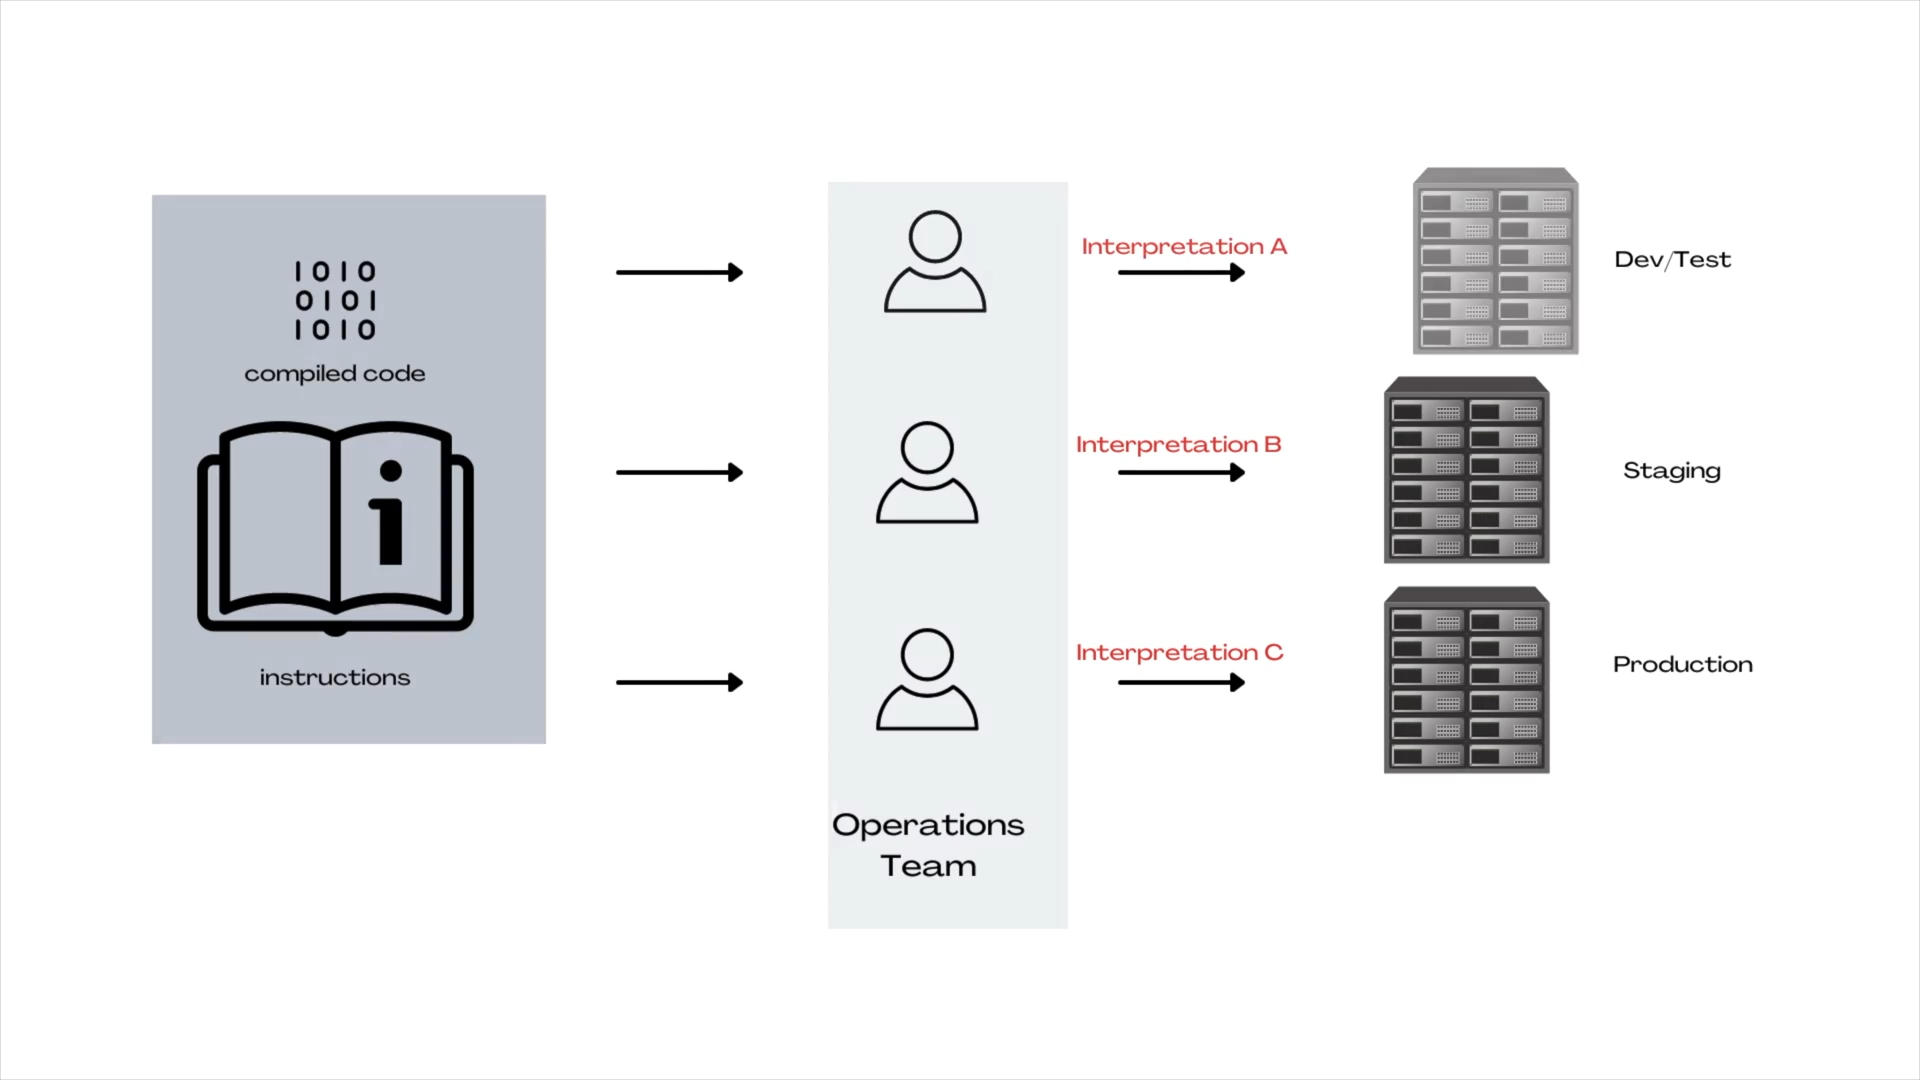 1010
0101
1010
compiled code
i
instructions
Operations
Team
Interpretation A
Interpretation B
Interpretation C
Dev/Test
Staging
Production